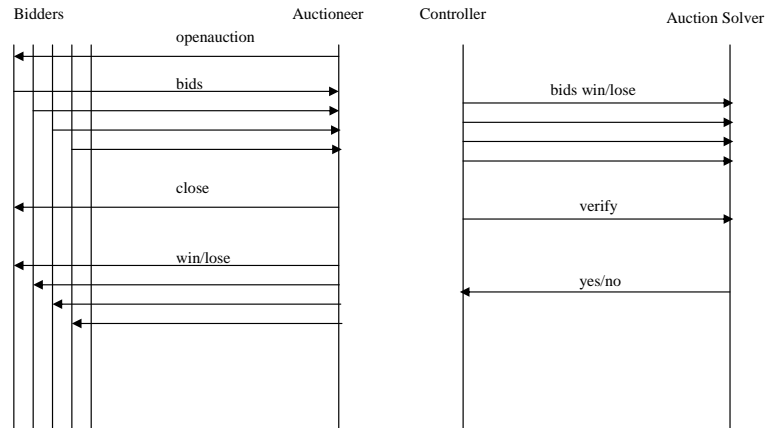 Bidders
Auctioneer
Controller
Auction Solver
openauction
bids
bids win/lose
close
verify
win/lose
yes/no